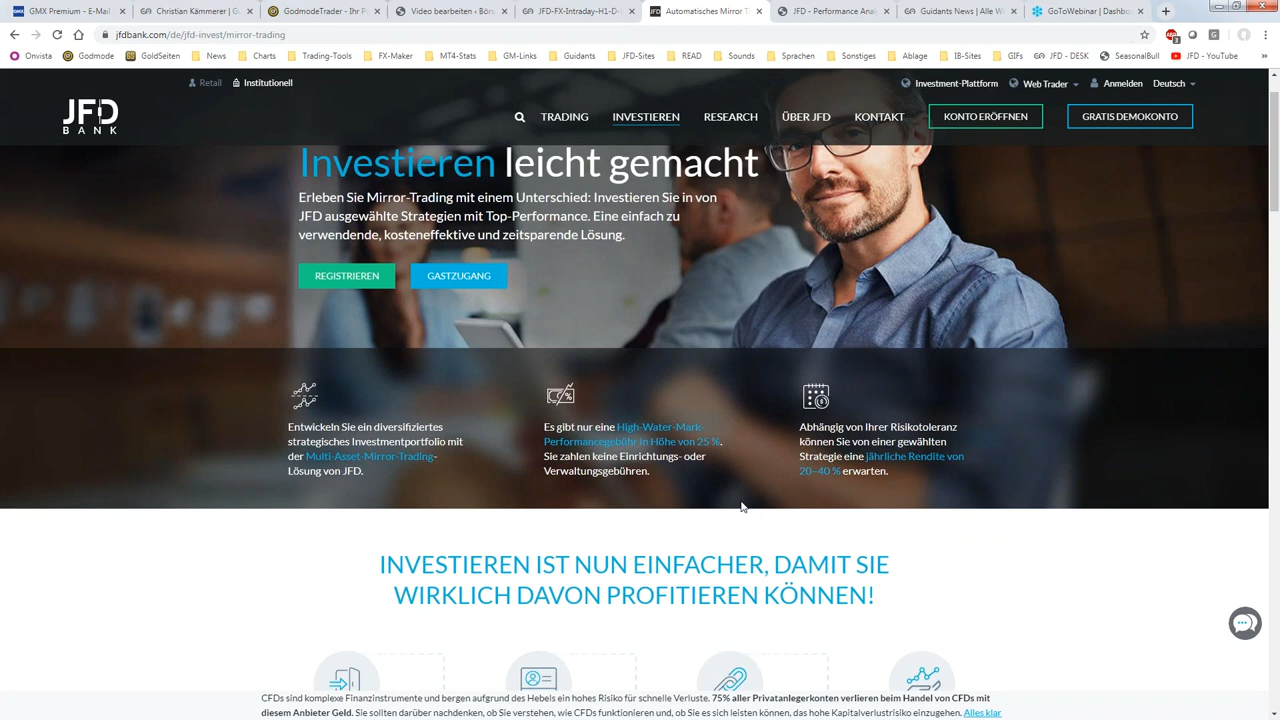 GMX Premium - E-Mail
Christian Kämmerer | G
GodmodeTrader - Ihr P
Video bearbeiten ‹ Börs
JFD-FX-Intraday-H1-D-
Automatisches Mirror T
JFD - Performance Anal
Guidants News | Alle W
GoToWebinar | Dashbo
jfdbank.com/de/jfd-invest/mirror-trading
Onvista
Godmode
GoldSeiten
News
Charts
Trading-Tools
FX-Maker
MT4-Stats
GM-Links
Guidants
JFD-Sites
READ
Sounds
Sprachen
Sonstiges
Ablage
IB-Sites
GIFs
JFD - DESK
SeasonalBull
JFD - YouTube
Retail
Institutionell
Investment-Plattform
Web Trader
Anmelden
Deutsch
JFD
BANK
TRADING
INVESTIEREN
RESEARCH
ÜBER JFD
KONTAKT
KONTO ERÖFFNEN
GRATIS DEMOKONTO
Investieren leicht gemacht
Erleben Sie Mirror-Trading mit einem Unterschied: Investieren Sie in von
JFD ausgewählte Strategien mit Top-Performance. Eine einfach zu
verwendende, kosteneffektive und zeitsparende Lösung.
REGISTRIEREN
GASTZUGANG
Entwickeln Sie ein diversifiziertes
strategisches Investmentportfolio mit
der Multi-Asset-Mirror-Trading-
Lösung von JFD.
Es gibt nur eine High-Water-Mark-
Performancegebühr in Höhe von 25 %.
Sie zahlen keine Einrichtungs- oder
Verwaltungsgebühren.
Abhängig von Ihrer Risikotoleranz
können Sie von einer gewählten
Strategie eine jährliche Rendite von
20–40 % erwarten.
INVESTIEREN IST NUN EINFACHER, DAMIT SIE
WIRKLICH DAVON PROFITIEREN KÖNNEN!
CFDs sind komplexe Finanzinstrumente und bergen aufgrund des Hebels ein hohes Risiko für schnelle Verluste. 75% aller Privatanlegerkonten verlieren beim Handel von CFDs mit
diesem Anbieter Geld. Sie sollten darüber nachdenken, ob Sie verstehen, wie CFDs funktionieren und, ob Sie es sich leisten können, das hohe Kapitalverlustrisiko einzugehen. Alles klar